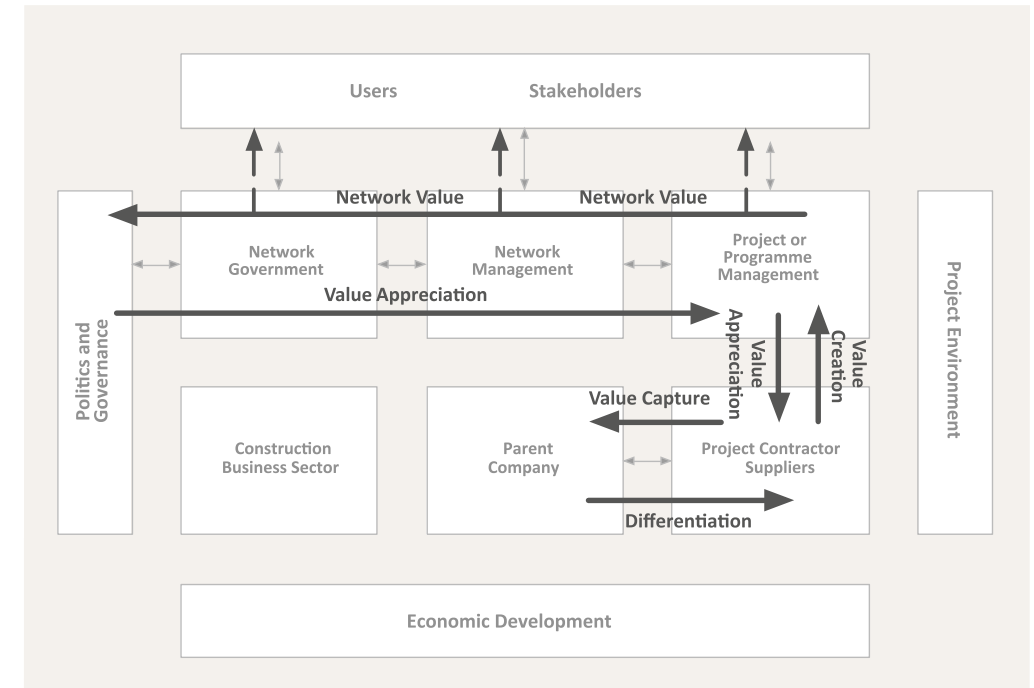 Users
Stakeholders
Network Value
Network Value
Network
Government
Network
Management
Project or
Programme
Management
Value Appreciation
Politics and
Governance
Project Environment
Value
Appreciation
Value
Creation
Value Capture
Construction
Business Sector
Parent
Company
Project Contractor
Suppliers
Differentiation
Economic Development